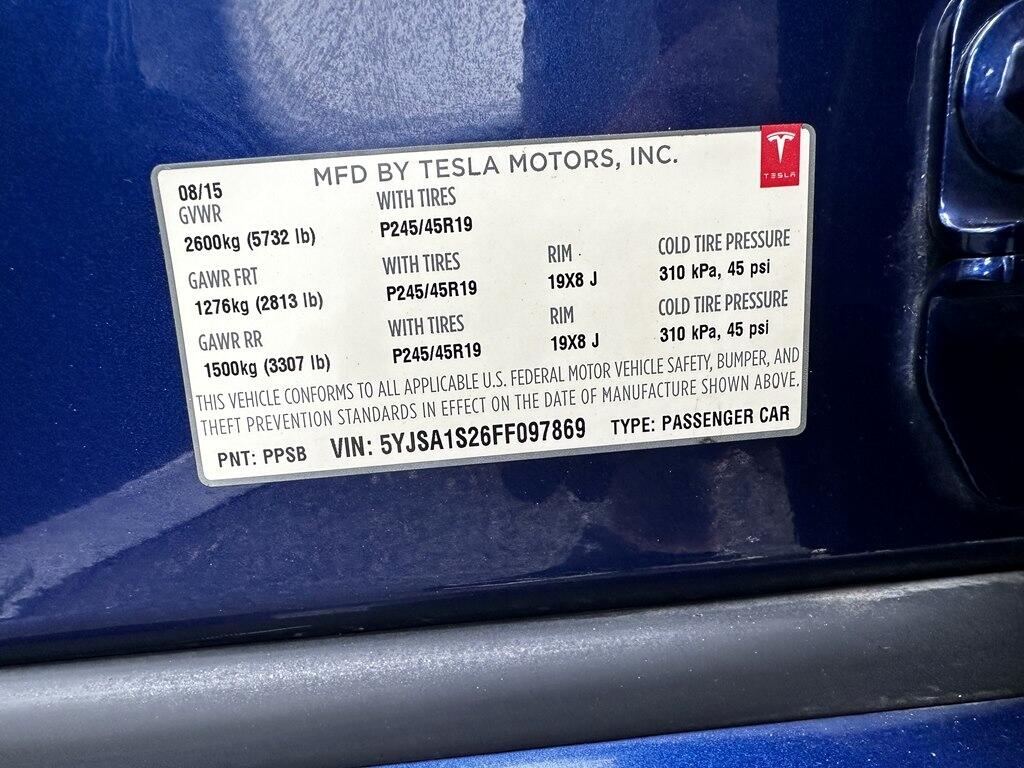 MFD BY TESLA MOTORS, INC.
TESLA
08/15
GVWR WITH TIRES
2600kg (5732 lb) P245/45R19
GAWR FRT WITH TIRES RIM COLD TIRE PRESSURE
1276kg (2813 lb) P245/45R19 19X8 J 310 kPa, 45 psi
GAWR RR WITH TIRES RIM COLD TIRE PRESSURE
1500kg (3307 lb) P245/45R19 19X8 J 310 kPa, 45 psi
THIS VEHICLE CONFORMS TO ALL APPLICABLE U.S. FEDERAL MOTOR VEHICLE SAFETY, BUMPER, AND
THEFT PREVENTION STANDARDS IN EFFECT ON THE DATE OF MANUFACTURE SHOWN ABOVE.
PNT: PPSB VIN: 5YJSA1S26FF097869 TYPE: PASSENGER CAR